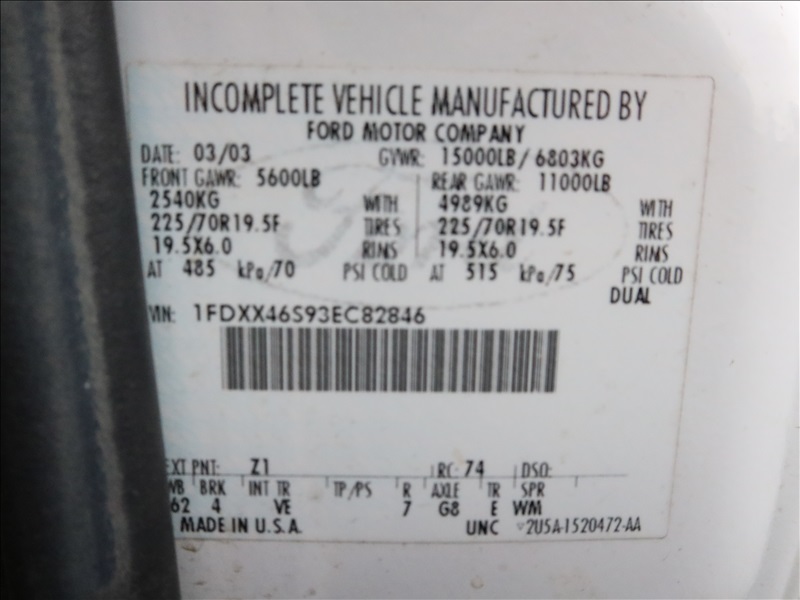 INCOMPLETE VEHICLE MANUFACTURED BY
FORD MOTOR COMPANY
DATE: 03/03 GVWR: 15000LB / 6803KG
FRONT GAWR: 5600LB REAR GAWR: 11000LB
2540KG WITH 4989KG WITH
225/70R19.5F TIRES 225/70R19.5F TIRES
19.5X6.0 RIMS 19.5X6.0 RIMS
AT 485 kPa/70 PSI COLD AT 515 kPa/75 PSI COLD
DUAL
VIN: 1FDXX46S93EC82846
EXT PNT: Z1 RC: 74 DSO:
WB BRK INT TR TP/PS R AXLE TR SPR
62 4 VE 7 G8 E WM
MADE IN U.S.A. UNC 2U5A-1520472-AA